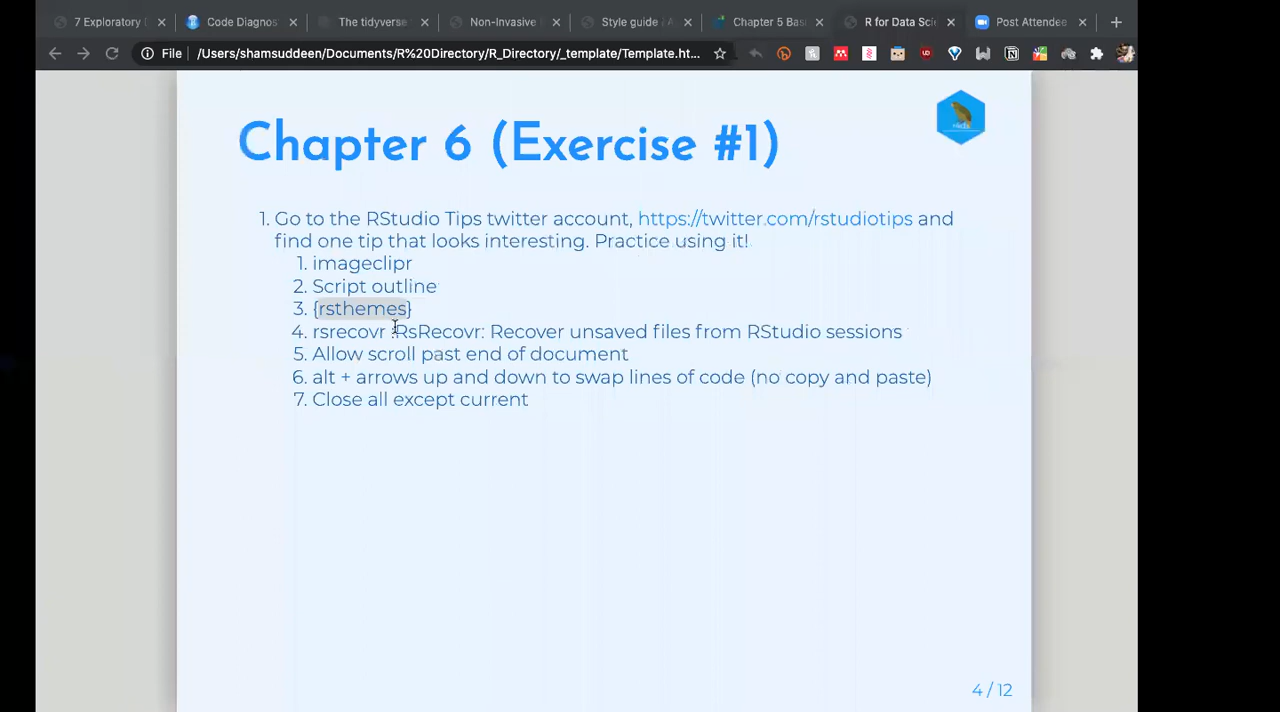 7 Exploratory
Code Diagnos
The tidyverse
Non-Invasive
Style guide
Chapter 5 Bas
R for Data Sci
Post Attendee
File
/Users/shamsuddeen/Documents/R%20Directory/R_Directory/_template/Template.ht...
Chapter 6 (Exercise #1)
1. Go to the RStudio Tips twitter account, https://twitter.com/rstudiotips and
find one tip that looks interesting. Practice using it!
1. imageclipr
2. Script outline
3. {rsthemes}
4. rsrecovr :RsRecovr: Recover unsaved files from RStudio sessions
5. Allow scroll past end of document
6. alt + arrows up and down to swap lines of code (no copy and paste)
7. Close all except current
4 / 12